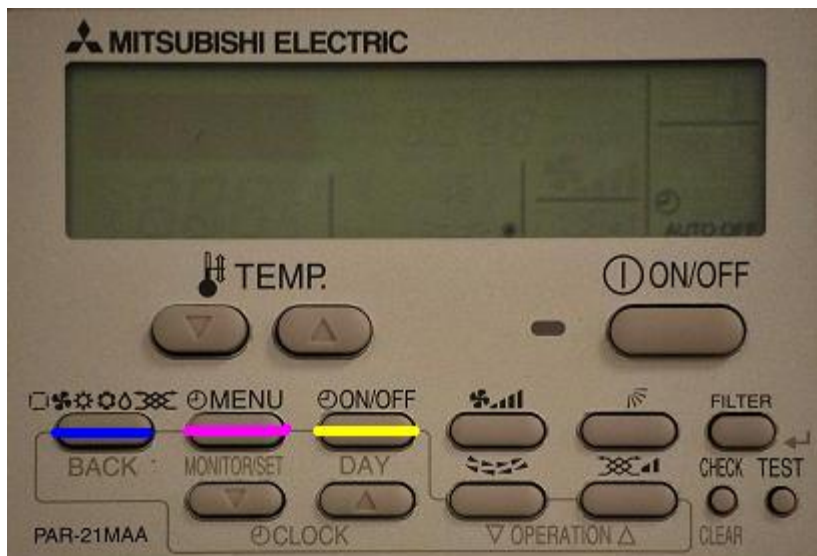 MITSUBISHI ELECTRIC
AUTO OFF
TEMP.
ON/OFF
MENU
ON/OFF
FILTER
BACK
MONITOR/SET
DAY
CHECK
TEST
PAR-21MAA
CLOCK
OPERATION
CLEAR